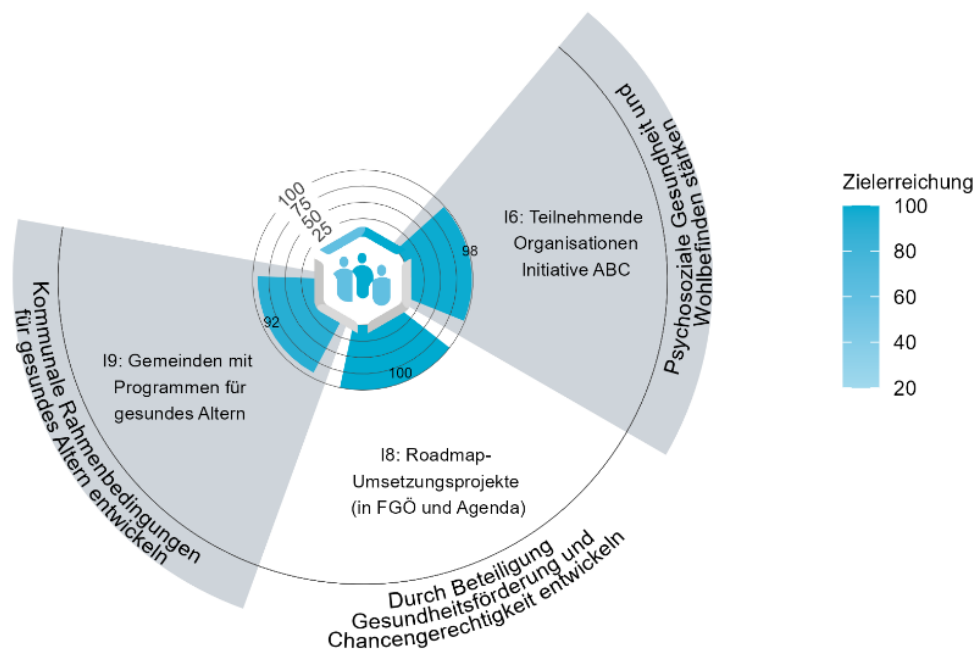 100
75
50
25
Psychosoziale Gesundheit und
Wohlbefinden stärken
I6: Teilnehmende
Organisationen
Initiative ABC
98
Zielerreichung
100
80
60
40
20
92
100
I9: Gemeinden mit
Programmen für
gesundes Altern
Kommunale Rahmenbedingungen
für gesundes Altern entwickeln
I8: Roadmap-
Umsetzungsprojekte
(in FGÖ und Agenda)
Durch Beteiligung
Gesundheitsförderung und
Chancengerechtigkeit entwickeln